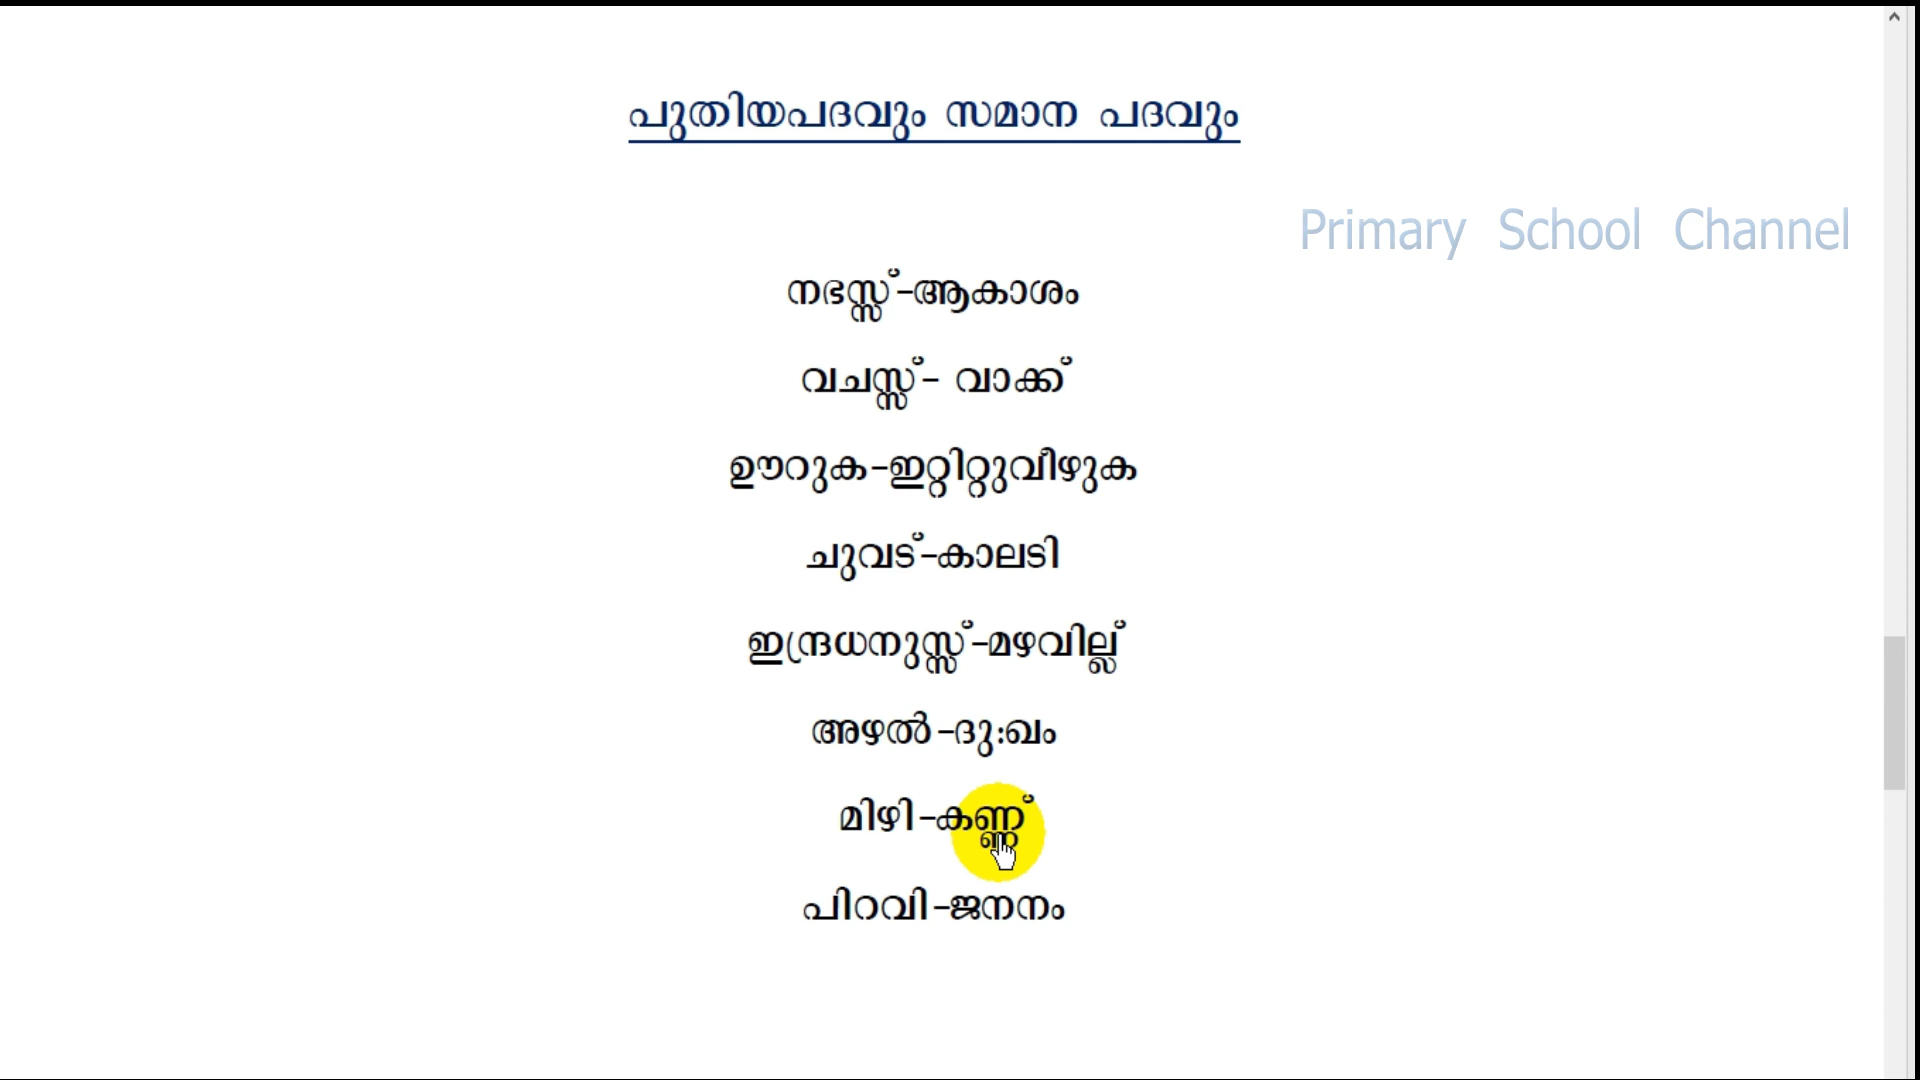 പുതിയപദവും സമാന പദവും
Primary School Channel
നഭസ്സ്-ആകാശം
വചസ്സ്- വാക്ക്
ഊറുക-ഇറ്റിറ്റുവീഴുക
ചുവട്-കാലടി
ഇന്ദ്രധനുസ്സ്-മഴവില്ല്
അഴൽ-ദു:ഖം
മിഴി-കണ്ണ്
പിറവി-ജനനം